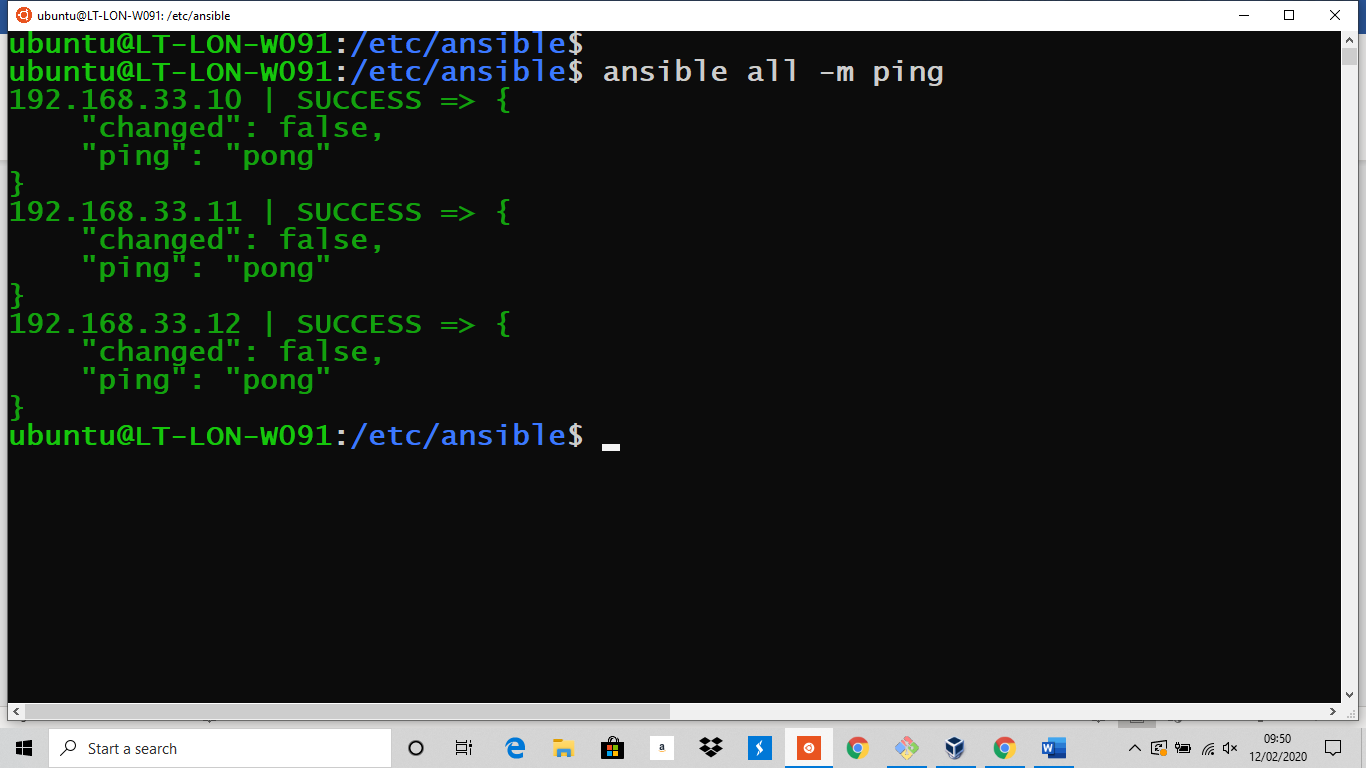 ubuntu@LT-LON-W091: /etc/ansible
ubuntu@LT-LON-W091:/etc/ansible$
ubuntu@LT-LON-W091:/etc/ansible$ ansible all -m ping
192.168.33.10 | SUCCESS => {
    "changed": false,
    "ping": "pong"
}
192.168.33.11 | SUCCESS => {
    "changed": false,
    "ping": "pong"
}
192.168.33.12 | SUCCESS => {
    "changed": false,
    "ping": "pong"
}
ubuntu@LT-LON-W091:/etc/ansible$
Start a search
a
09:50
12/02/2020